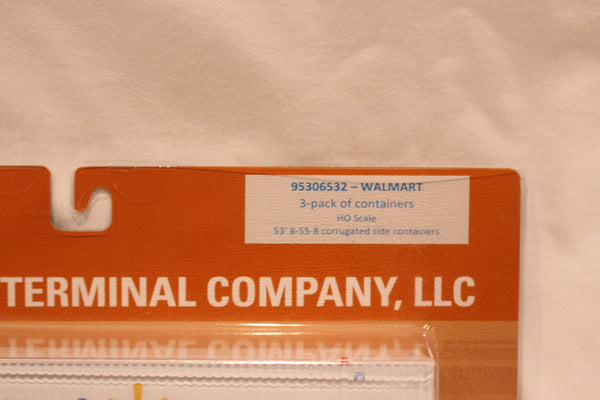 95306532 – WALMART
3-pack of containers
HO Scale
53' 8-55-8 corrugated side containers
TERMINAL COMPANY, LLC